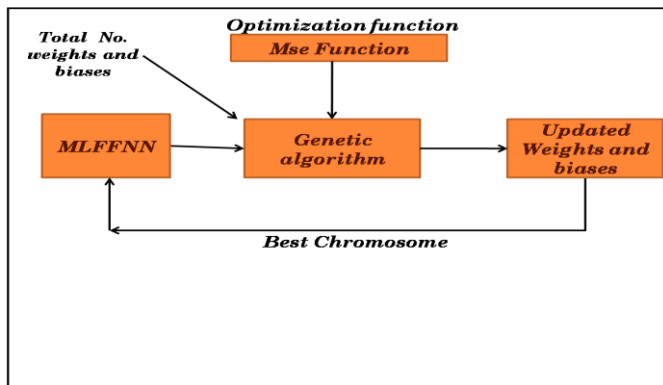 Optimization function
Mse Function
Total No.
weights and
biases
MLFFNN
Genetic
algorithm
Updated
Weights and
biases
Best Chromosome